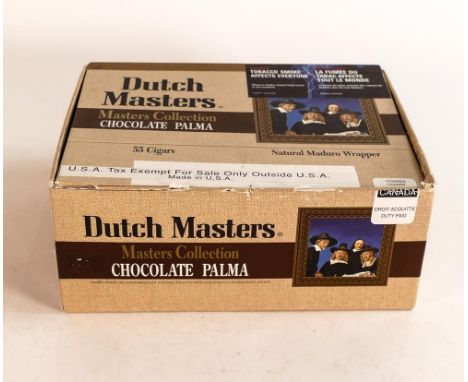 TOBACCO SMOKE
AFFECTS EVERYONE
LA FUMÉE DU
TABAC AFFECTE
TOUT LE MONDE
Dutch
Masters®
Masters Collection
CHOCOLATE PALMA
55 Cigars
Natural Maduro Wrapper
U.S.A. Tax Exempt For Sale Only Outside U.S.A.
Made in U.S.A.
CANADA
DROIT ACQUITTÉ
DUTY PAID
Dutch Masters®
Masters Collection
CHOCOLATE PALMA